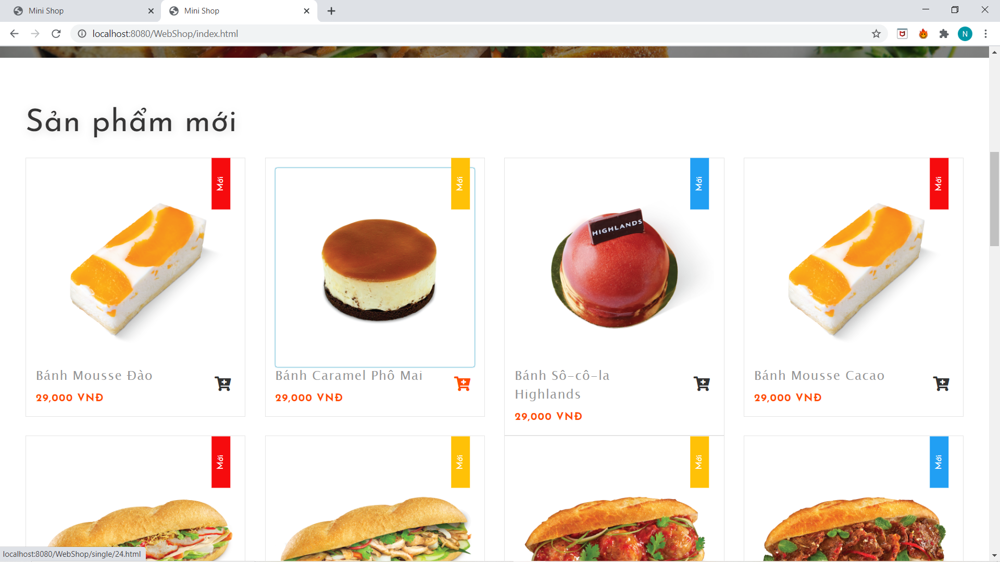 Mini Shop
Mini Shop
localhost:8080/WebShop/index.html
N
Sản phẩm mới
Mới
Mới
Mới
Mới
HIGHLANDS
Bánh Mousse Đào
29,000 VNĐ
Bánh Caramel Phô Mai
29,000 VNĐ
Bánh Sô-cô-la
Highlands
29,000 VNĐ
Bánh Mousse Cacao
29,000 VNĐ
Mới
Mới
Mới
Mới
localhost:8080/WebShop/single/24.html